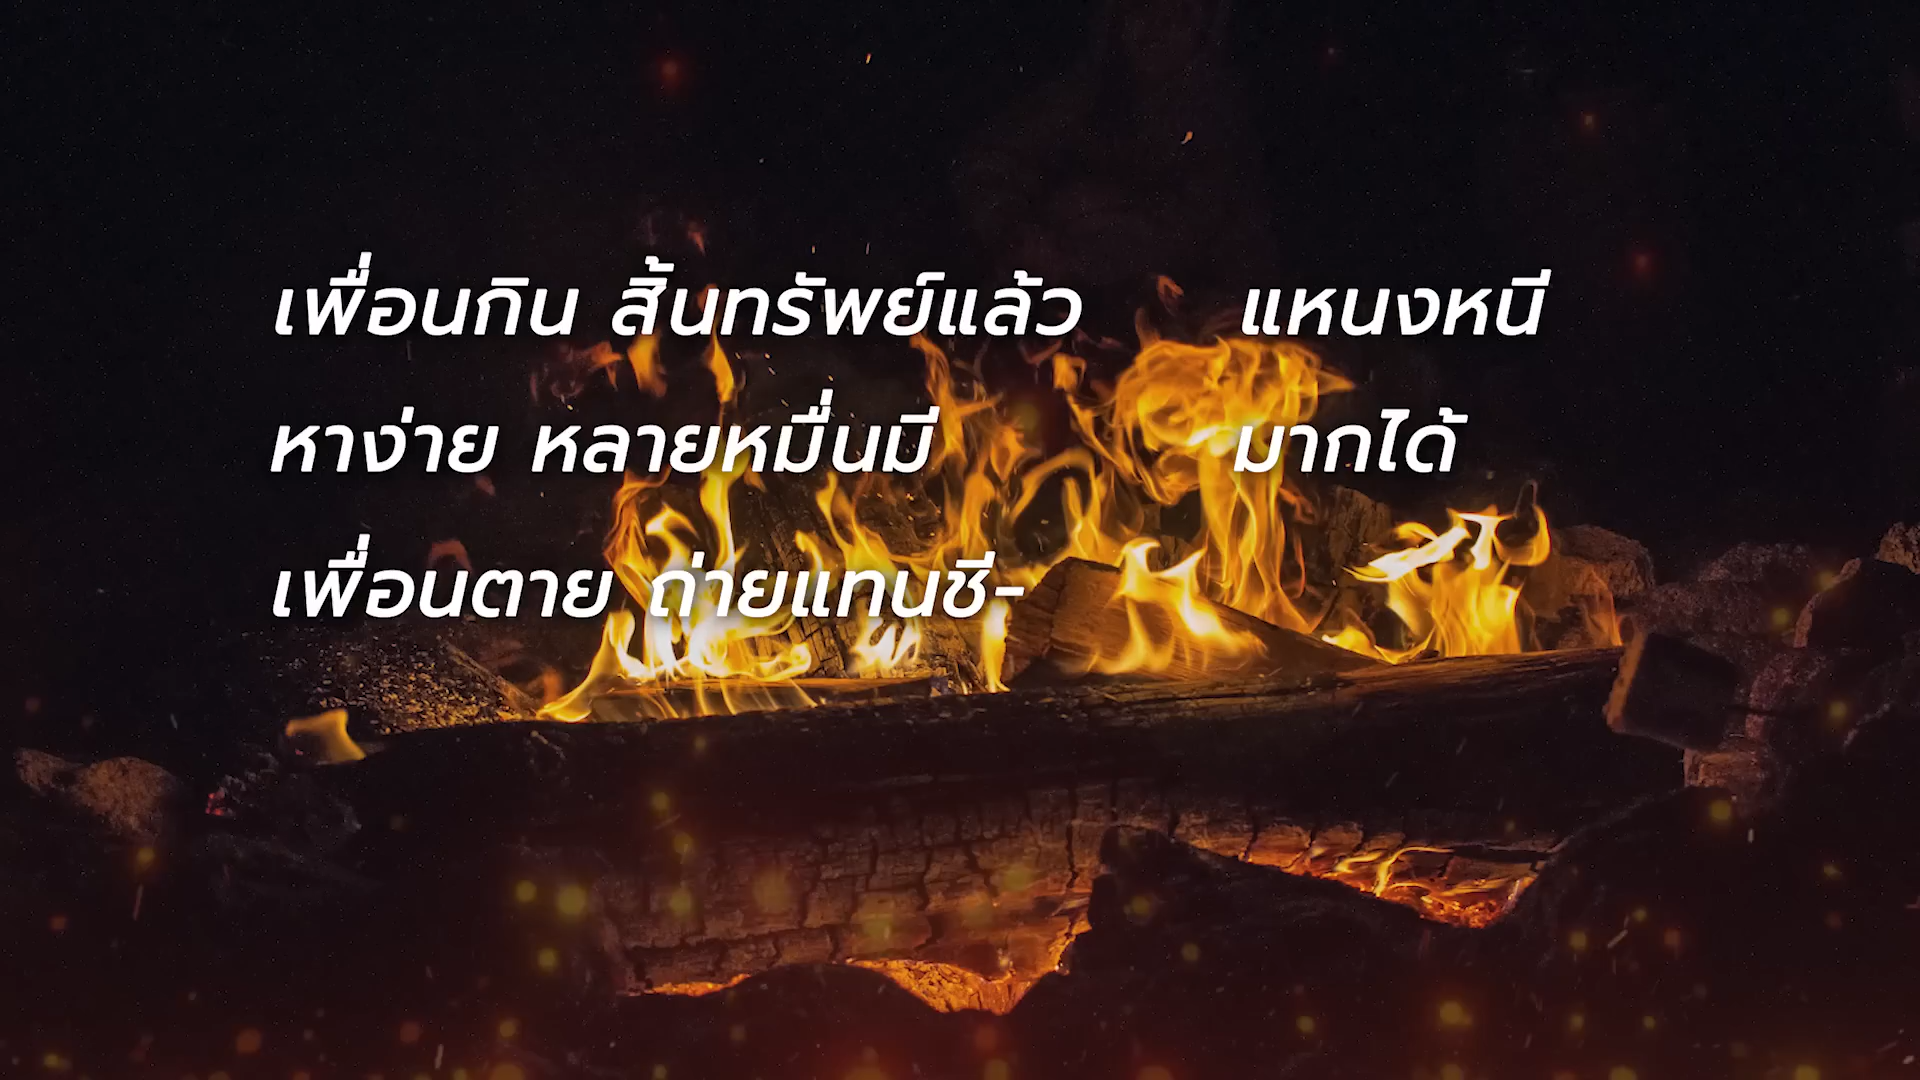 เพื่อนกิน สิ้นทรัพย์แล้ว แหนงหนี
หาง่าย หลายหมื่นมี มากได้
เพื่อนตาย ถ่ายแทนชี-